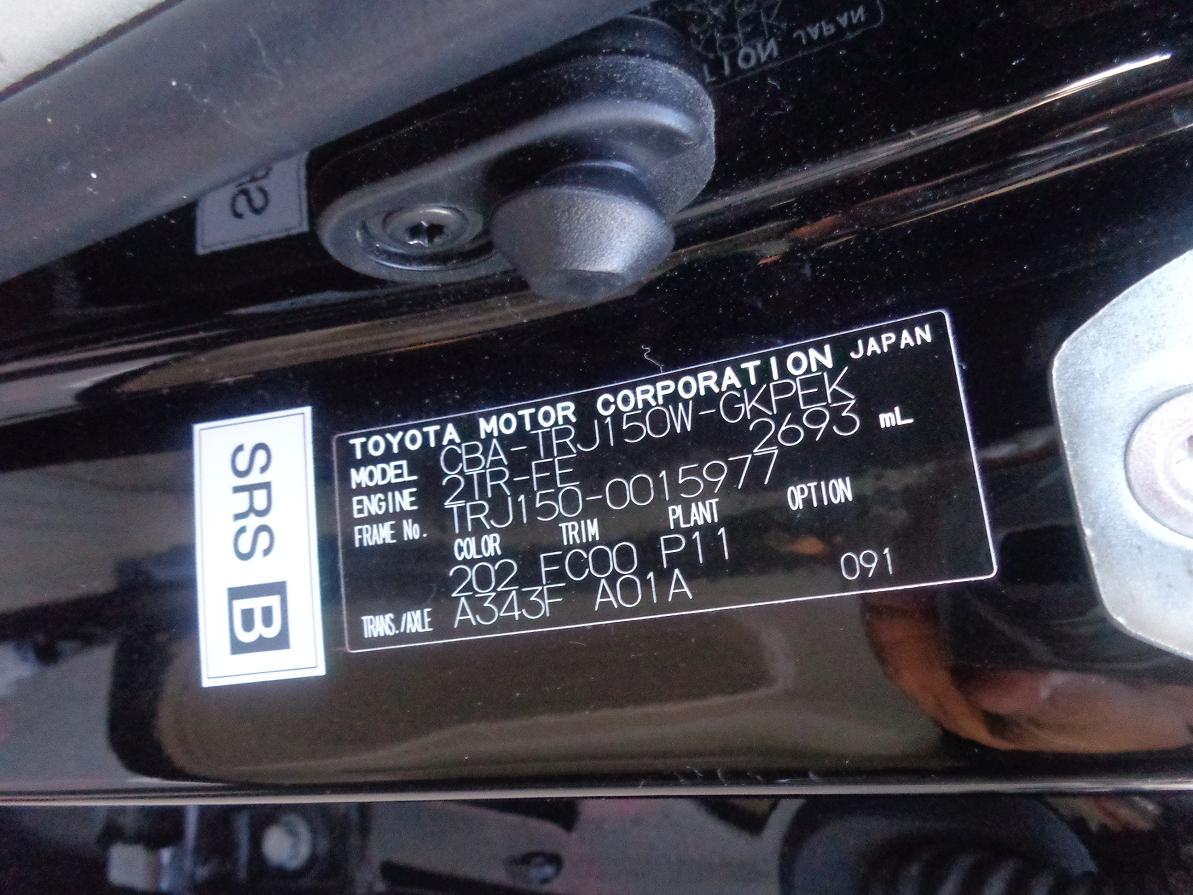 TOYOTA MOTOR CORPORATION JAPAN
MODEL CBA-TRJ150W-GKPEK
ENGINE 2TR-FE 2693 mL
FRAME No. TRJ150-0015977
COLOR TRIM PLANT OPTION
202 FC00 P11
TRANS./AXLE A343F A01A 091
SRS B